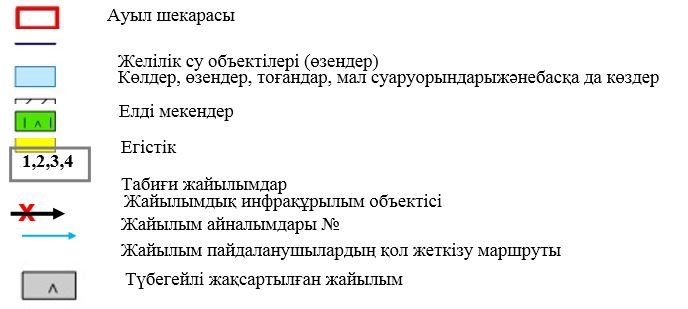 Ауыл шекарасы
Желілік су объектілері (өзендер)
Көлдер, өзендер, тоғандар, мал суаруорындарыжәнебасқа да көздер
Елді мекендер
Егістік
1,2,3,4
Табиғи жайылымдар
Жайылымдық инфрақұрылым объектісі
Жайылым айналымдары №
Жайылым пайдаланушылардың қол жеткізу маршруты
Түбегейлі жақсартылған жайылым